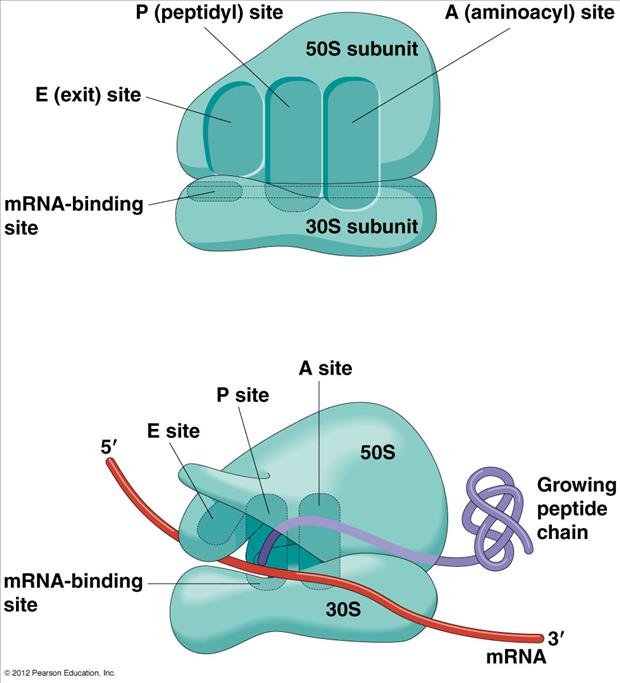 P (peptidyl) site
A (aminoacyl) site
50S subunit
E (exit) site
mRNA-binding
site
30S subunit
A site
P site
E site
5′
50S
Growing
peptide
chain
mRNA-binding
site
30S
3′
mRNA
© 2012 Pearson Education, Inc.